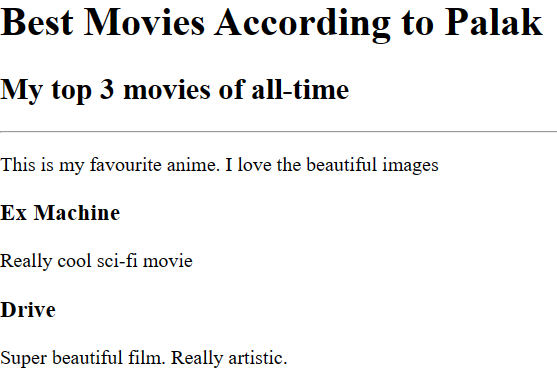 Best Movies According to Palak
My top 3 movies of all-time
This is my favourite anime. I love the beautiful images
Ex Machine
Really cool sci-fi movie
Drive
Super beautiful film. Really artistic.